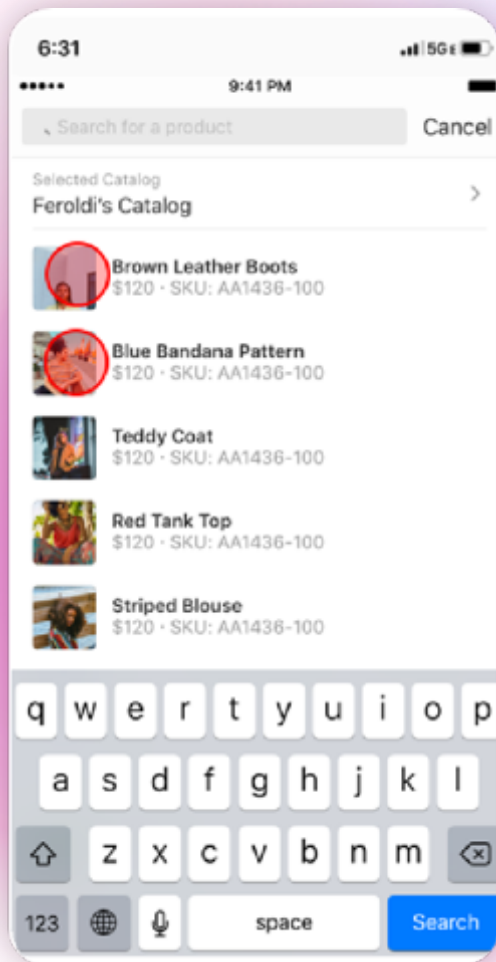 6:31
5GE
9:41 PM
Search for a product
Cancel
Selected Catalog
Feroldi's Catalog
Brown Leather Boots
$120 · SKU: AA1436-100
Blue Bandana Pattern
$120 · SKU: AA1436-100
Teddy Coat
$120 · SKU: AA1436-100
Red Tank Top
$120 · SKU: AA1436-100
Striped Blouse
$120 · SKU: AA1436-100
q w e r t y u i o p
a s d f g h j k l
z x c v b n m
123 space Search